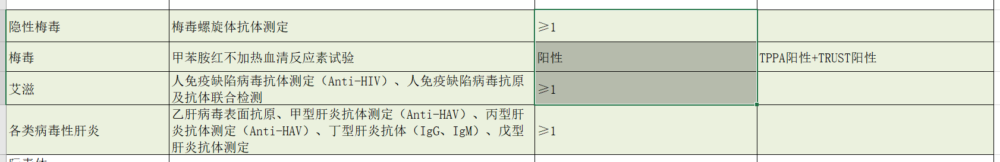 隐性梅毒 梅毒螺旋体抗体测定 ≥1
梅毒 甲苯胺红不加热血清反应素试验 阳性 TPPA阳性+TRUST阳性
艾滋 人免疫缺陷病毒抗体测定（Anti-HIV）、人免疫缺陷病毒抗原
及抗体联合检测 ≥1
各类病毒性肝炎 乙肝病毒表面抗原、甲型肝炎抗体测定（Anti-HAV）、丙型肝
炎抗体测定（Anti-HAV）、丁型肝炎抗体（IgG、IgM）、戊型
肝炎抗体测定 ≥1